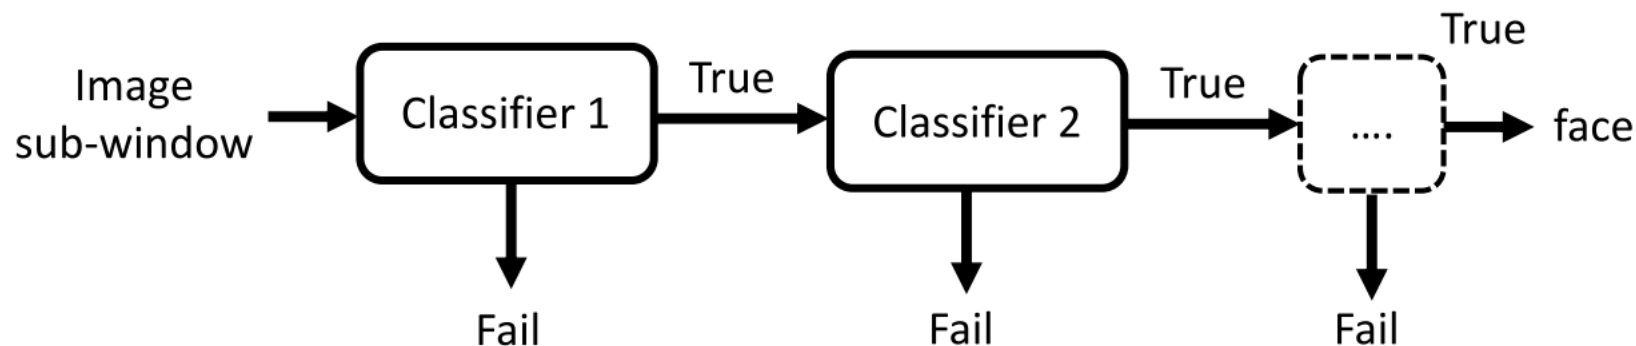 Image
sub-window
Classifier 1
True
Classifier 2
True
....
True
face
Fail
Fail
Fail